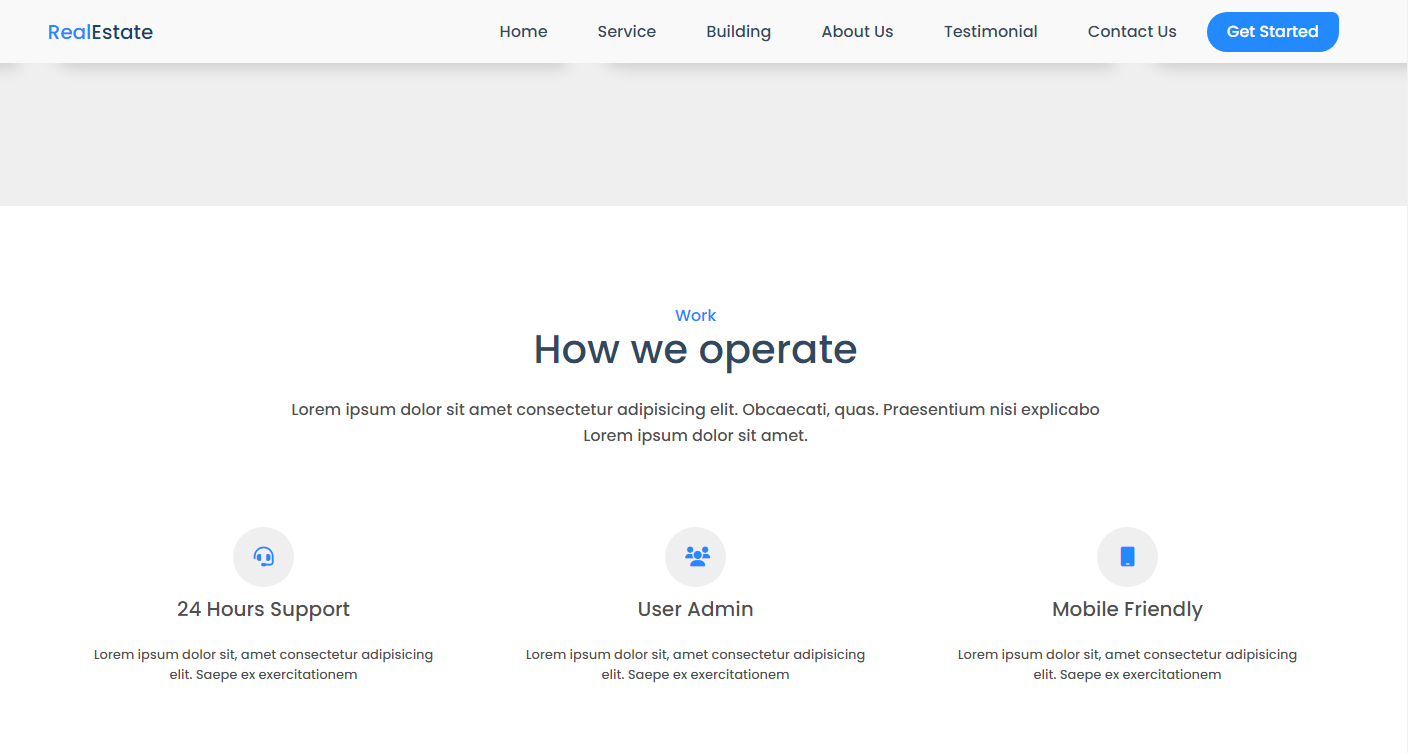 RealEstate Home Service Building About Us Testimonial Contact Us Get Started
Work
How we operate
Lorem ipsum dolor sit amet consectetur adipisicing elit. Obcaecati, quas. Praesentium nisi explicabo
Lorem ipsum dolor sit amet.
24 Hours Support
Lorem ipsum dolor sit, amet consectetur adipisicing
elit. Saepe ex exercitationem
User Admin
Lorem ipsum dolor sit, amet consectetur adipisicing
elit. Saepe ex exercitationem
Mobile Friendly
Lorem ipsum dolor sit, amet consectetur adipisicing
elit. Saepe ex exercitationem